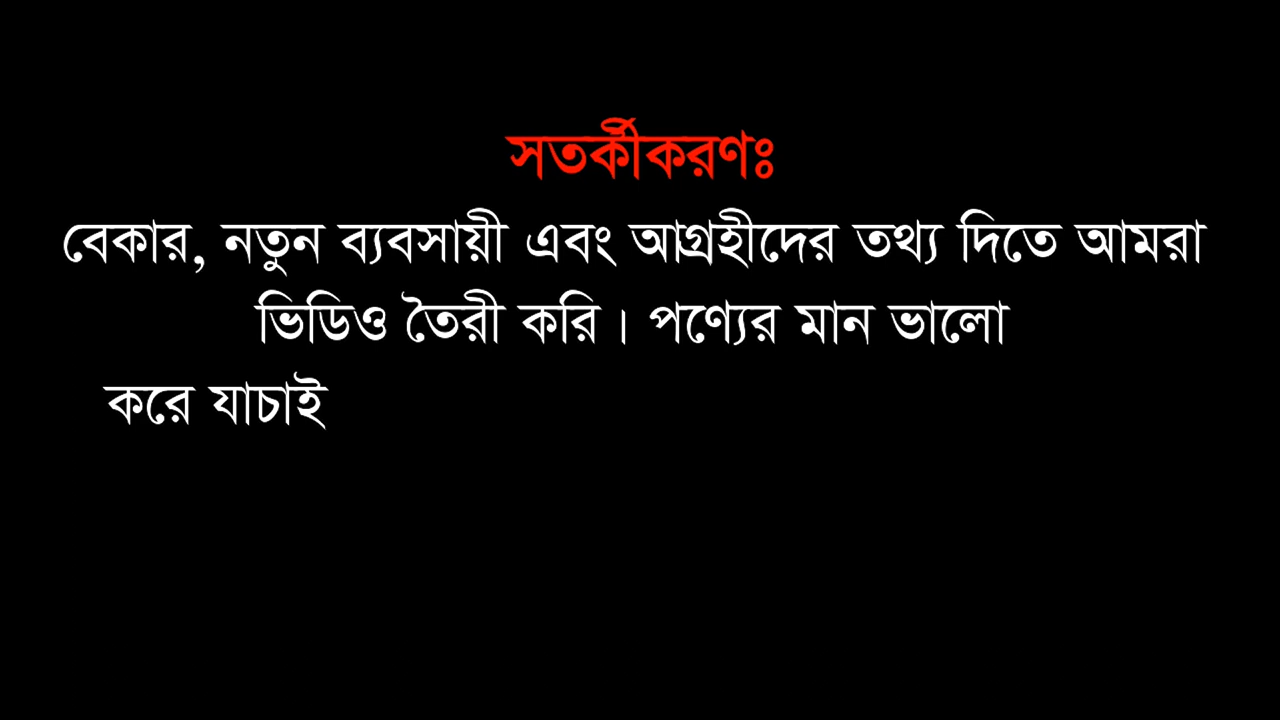 সতর্কীকরণঃ
বেকার, নতুন ব্যবসায়ী এবং আগ্রহীদের তথ্য দিতে আমরা
ভিডিও তৈরী করি। পণ্যের মান ভালো
করে যাচাই